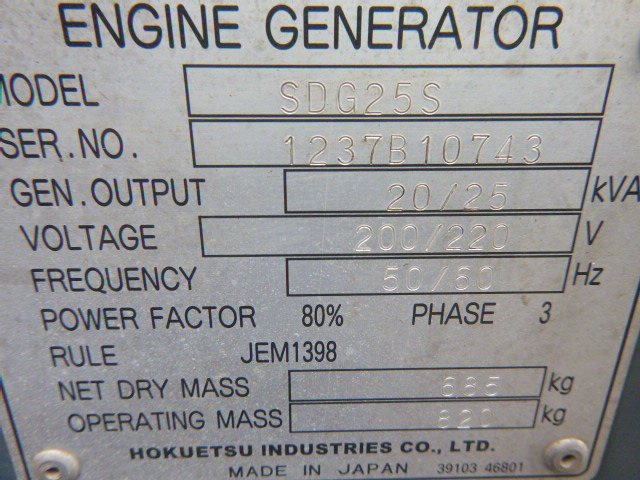 ENGINE GENERATOR
MODEL SDG25S
SER.NO. 1237B10743
GEN.OUTPUT 20/25 kVA
VOLTAGE 200/220 V
FREQUENCY 50/60 Hz
POWER FACTOR 80% PHASE 3
RULE JEM1398
NET DRY MASS kg
OPERATING MASS 820 kg
HOKUETSU INDUSTRIES CO., LTD.
MADE IN JAPAN 39103 46801